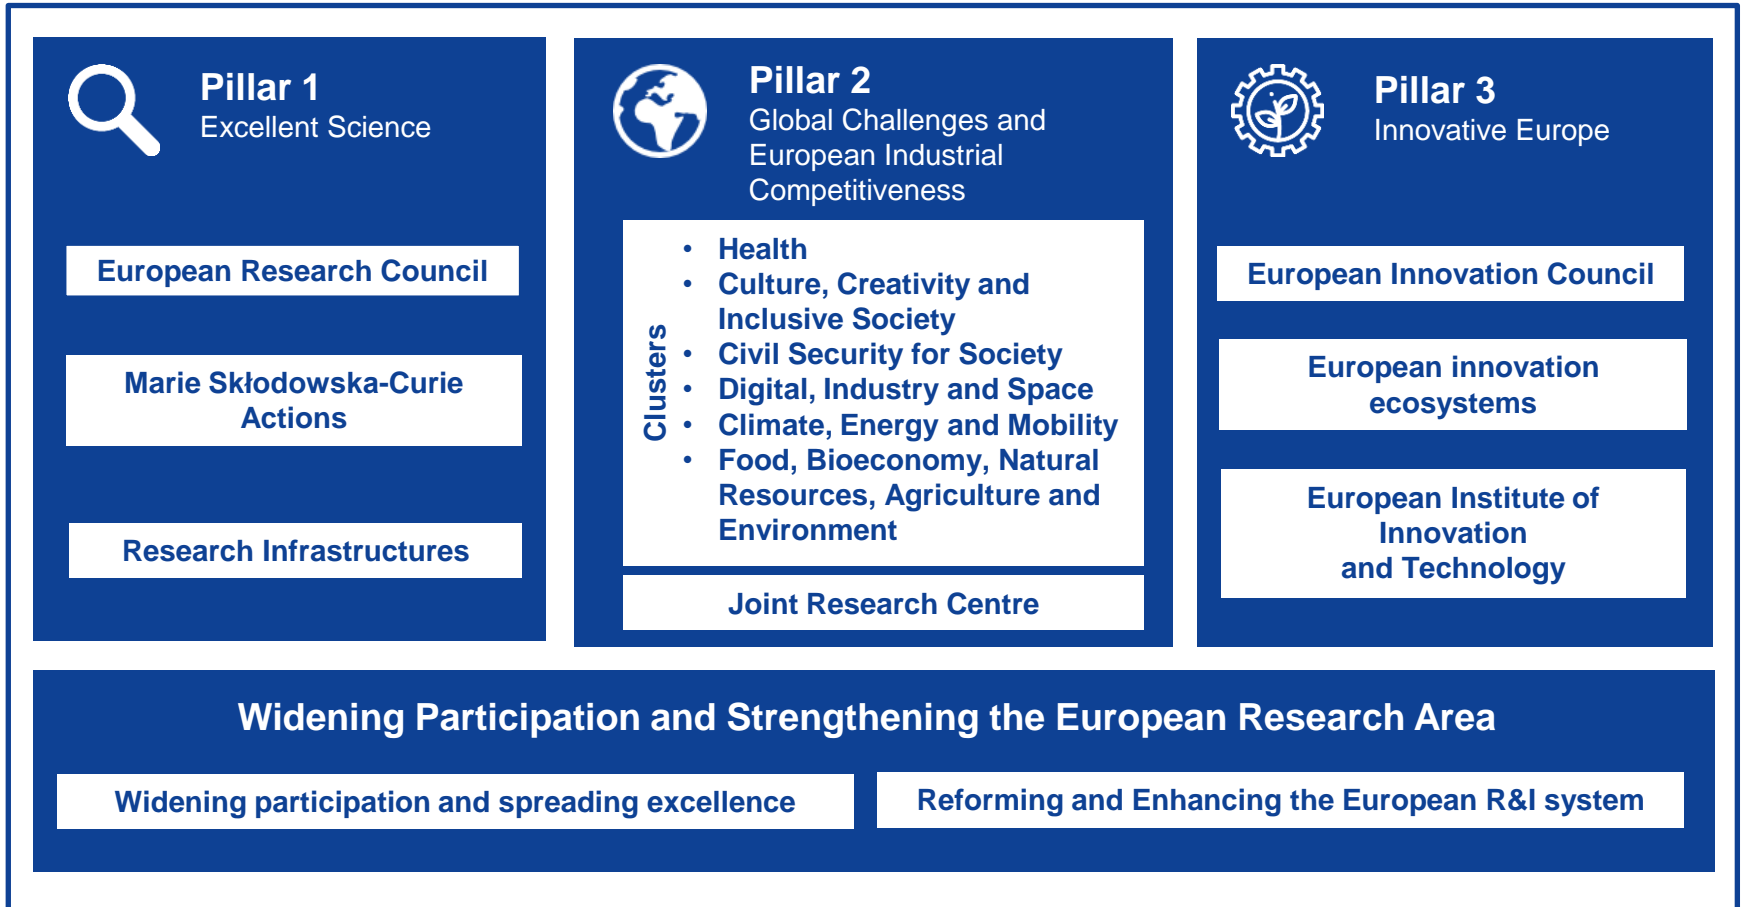 Pillar 1
Excellent Science
European Research Council
Marie Skłodowska-Curie
Actions
Research Infrastructures
Pillar 2
Global Challenges and
European Industrial
Competitiveness
Clusters
• Health
• Culture, Creativity and
Inclusive Society
• Civil Security for Society
• Digital, Industry and Space
• Climate, Energy and Mobility
• Food, Bioeconomy, Natural
Resources, Agriculture and
Environment
Joint Research Centre
Pillar 3
Innovative Europe
European Innovation Council
European innovation
ecosystems
European Institute of
Innovation
and Technology
Widening Participation and Strengthening the European Research Area
Widening participation and spreading excellence
Reforming and Enhancing the European R&I system